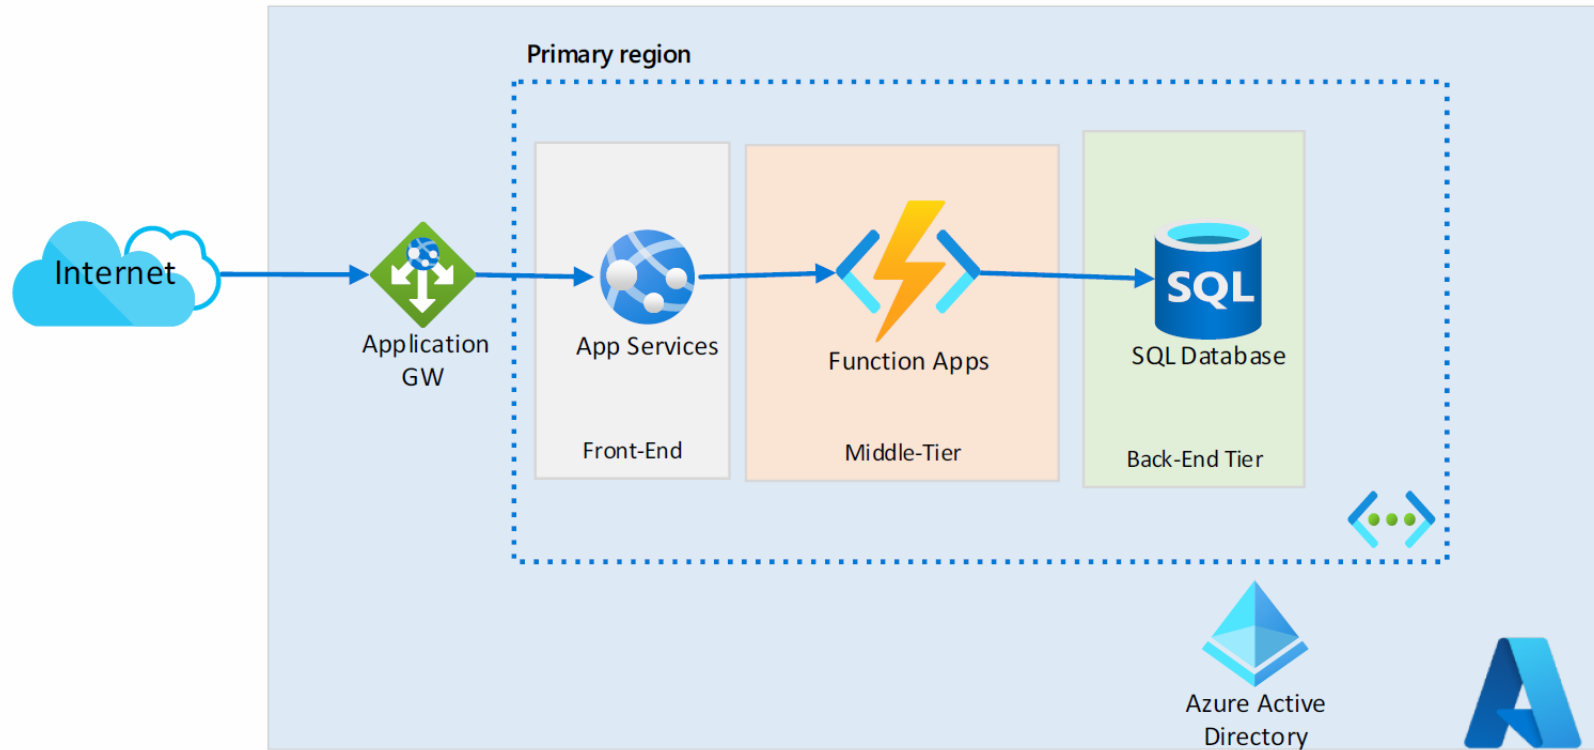 Primary region
Internet
Application
GW
App Services
Function Apps
SQL
SQL Database
Front-End
Middle-Tier
Back-End Tier
Azure Active
Directory